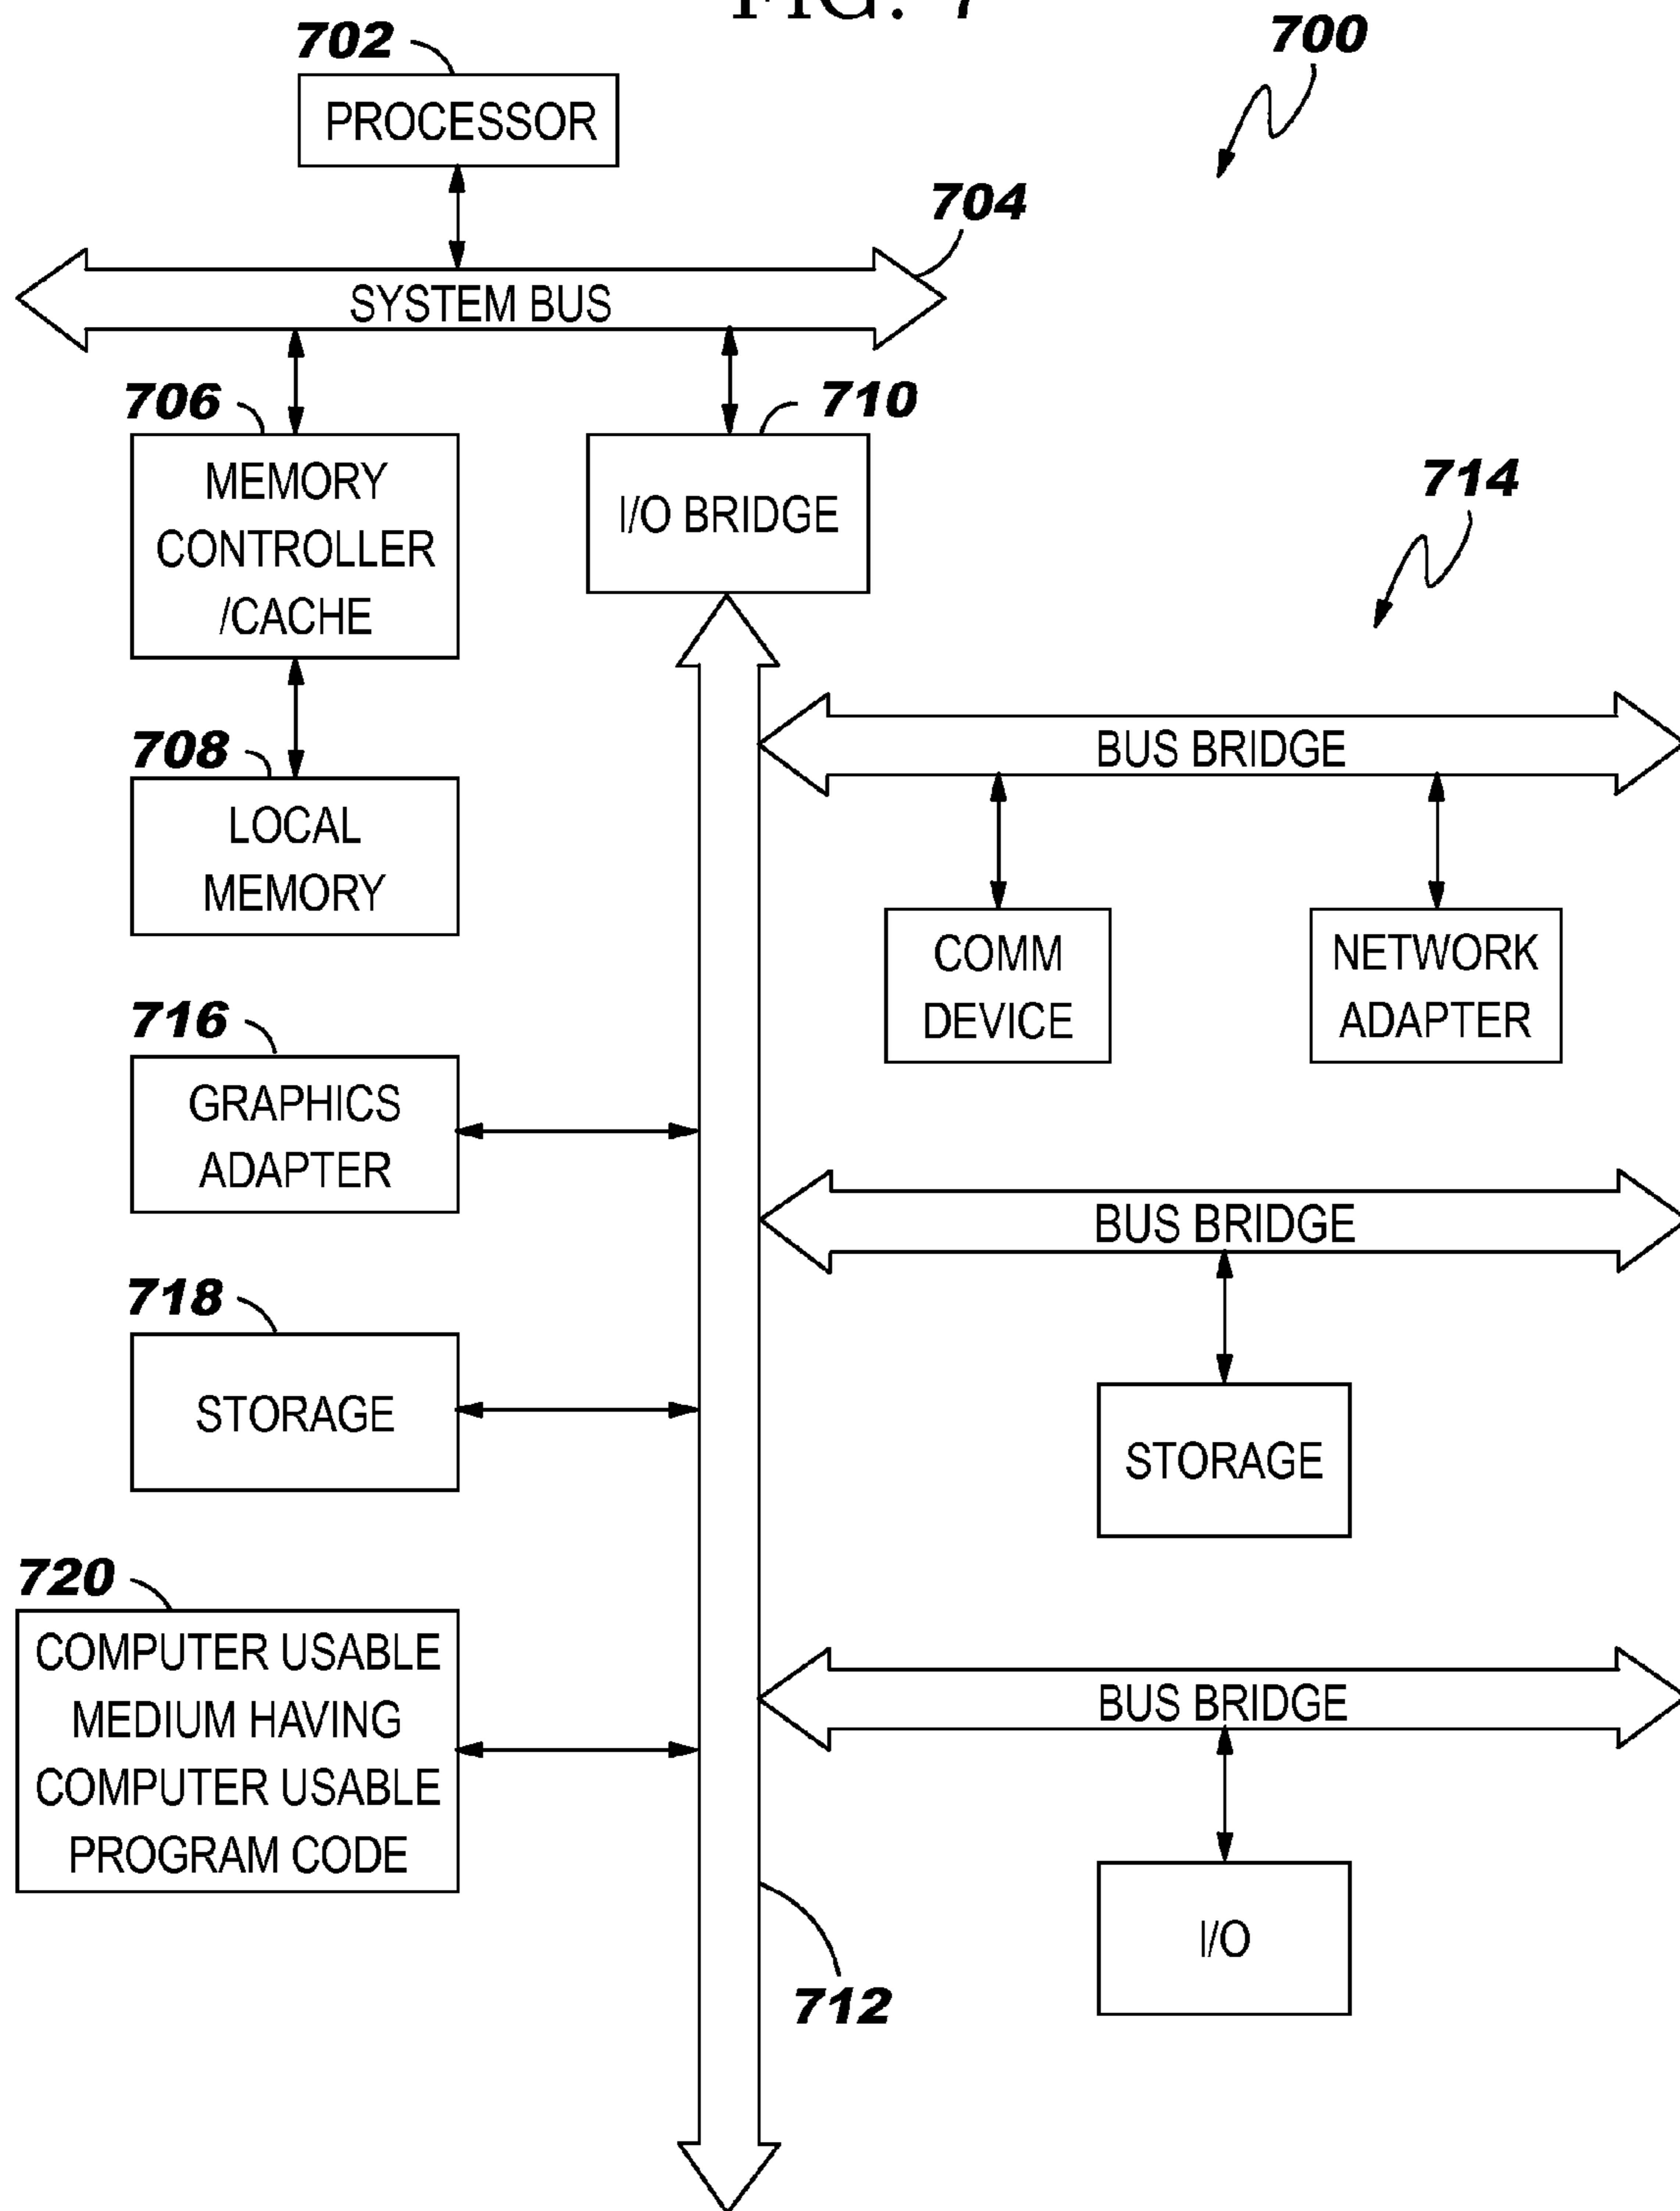 FIG. 7
702
700
PROCESSOR
704
SYSTEM BUS
706
710
MEMORY
CONTROLLER
/CACHE
I/O BRIDGE
714
708
BUS BRIDGE
LOCAL
MEMORY
COMM
DEVICE
NETWORK
ADAPTER
716
GRAPHICS
ADAPTER
BUS BRIDGE
718
STORAGE
STORAGE
720
COMPUTER USABLE
MEDIUM HAVING
COMPUTER USABLE
PROGRAM CODE
BUS BRIDGE
I/O
712